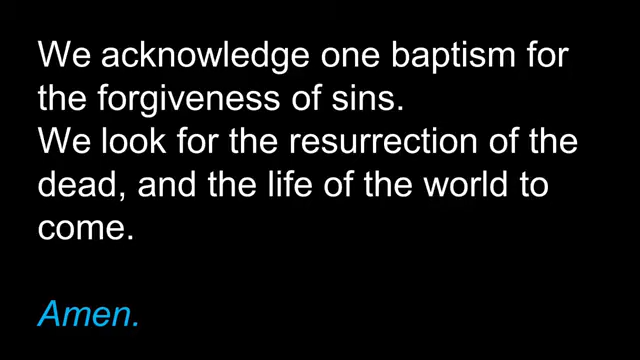 We acknowledge one baptism for
the forgiveness of sins.
We look for the resurrection of the
dead, and the life of the world to
come.
Amen.